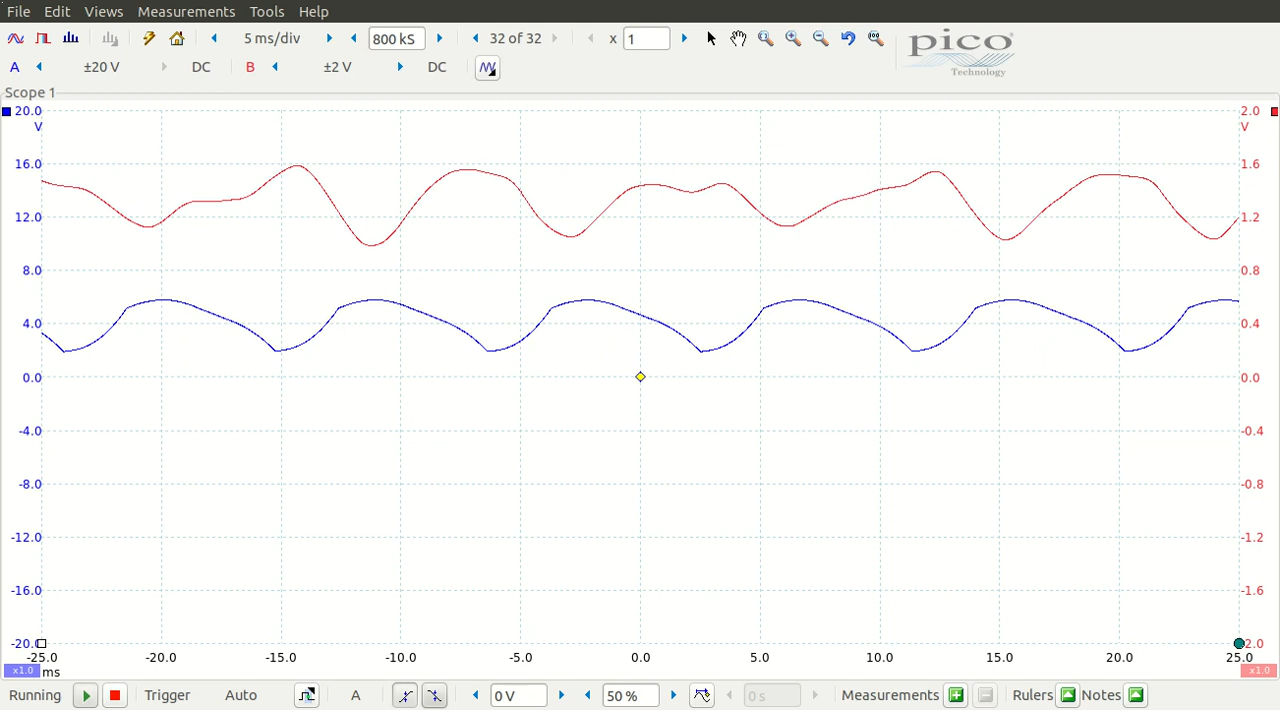 File Edit Views Measurements Tools Help
5 ms/div 800 kS 32 of 32 x 1
pico
Technology
A ±20 V DC B ±2 V DC
Scope 1
20.0 2.0
V V
16.0 1.6
12.0 1.2
8.0 0.8
4.0 0.4
0.0 0.0
-4.0 -0.4
-8.0 -0.8
-12.0 -1.2
-16.0 -1.6
-20.0 -2.0
-25.0 -20.0 -15.0 -10.0 -5.0 0.0 5.0 10.0 15.0 20.0 25.0
x1.0 ms x1.0
Running Trigger Auto A 0 V 50 % 0 s Measurements Rulers Notes